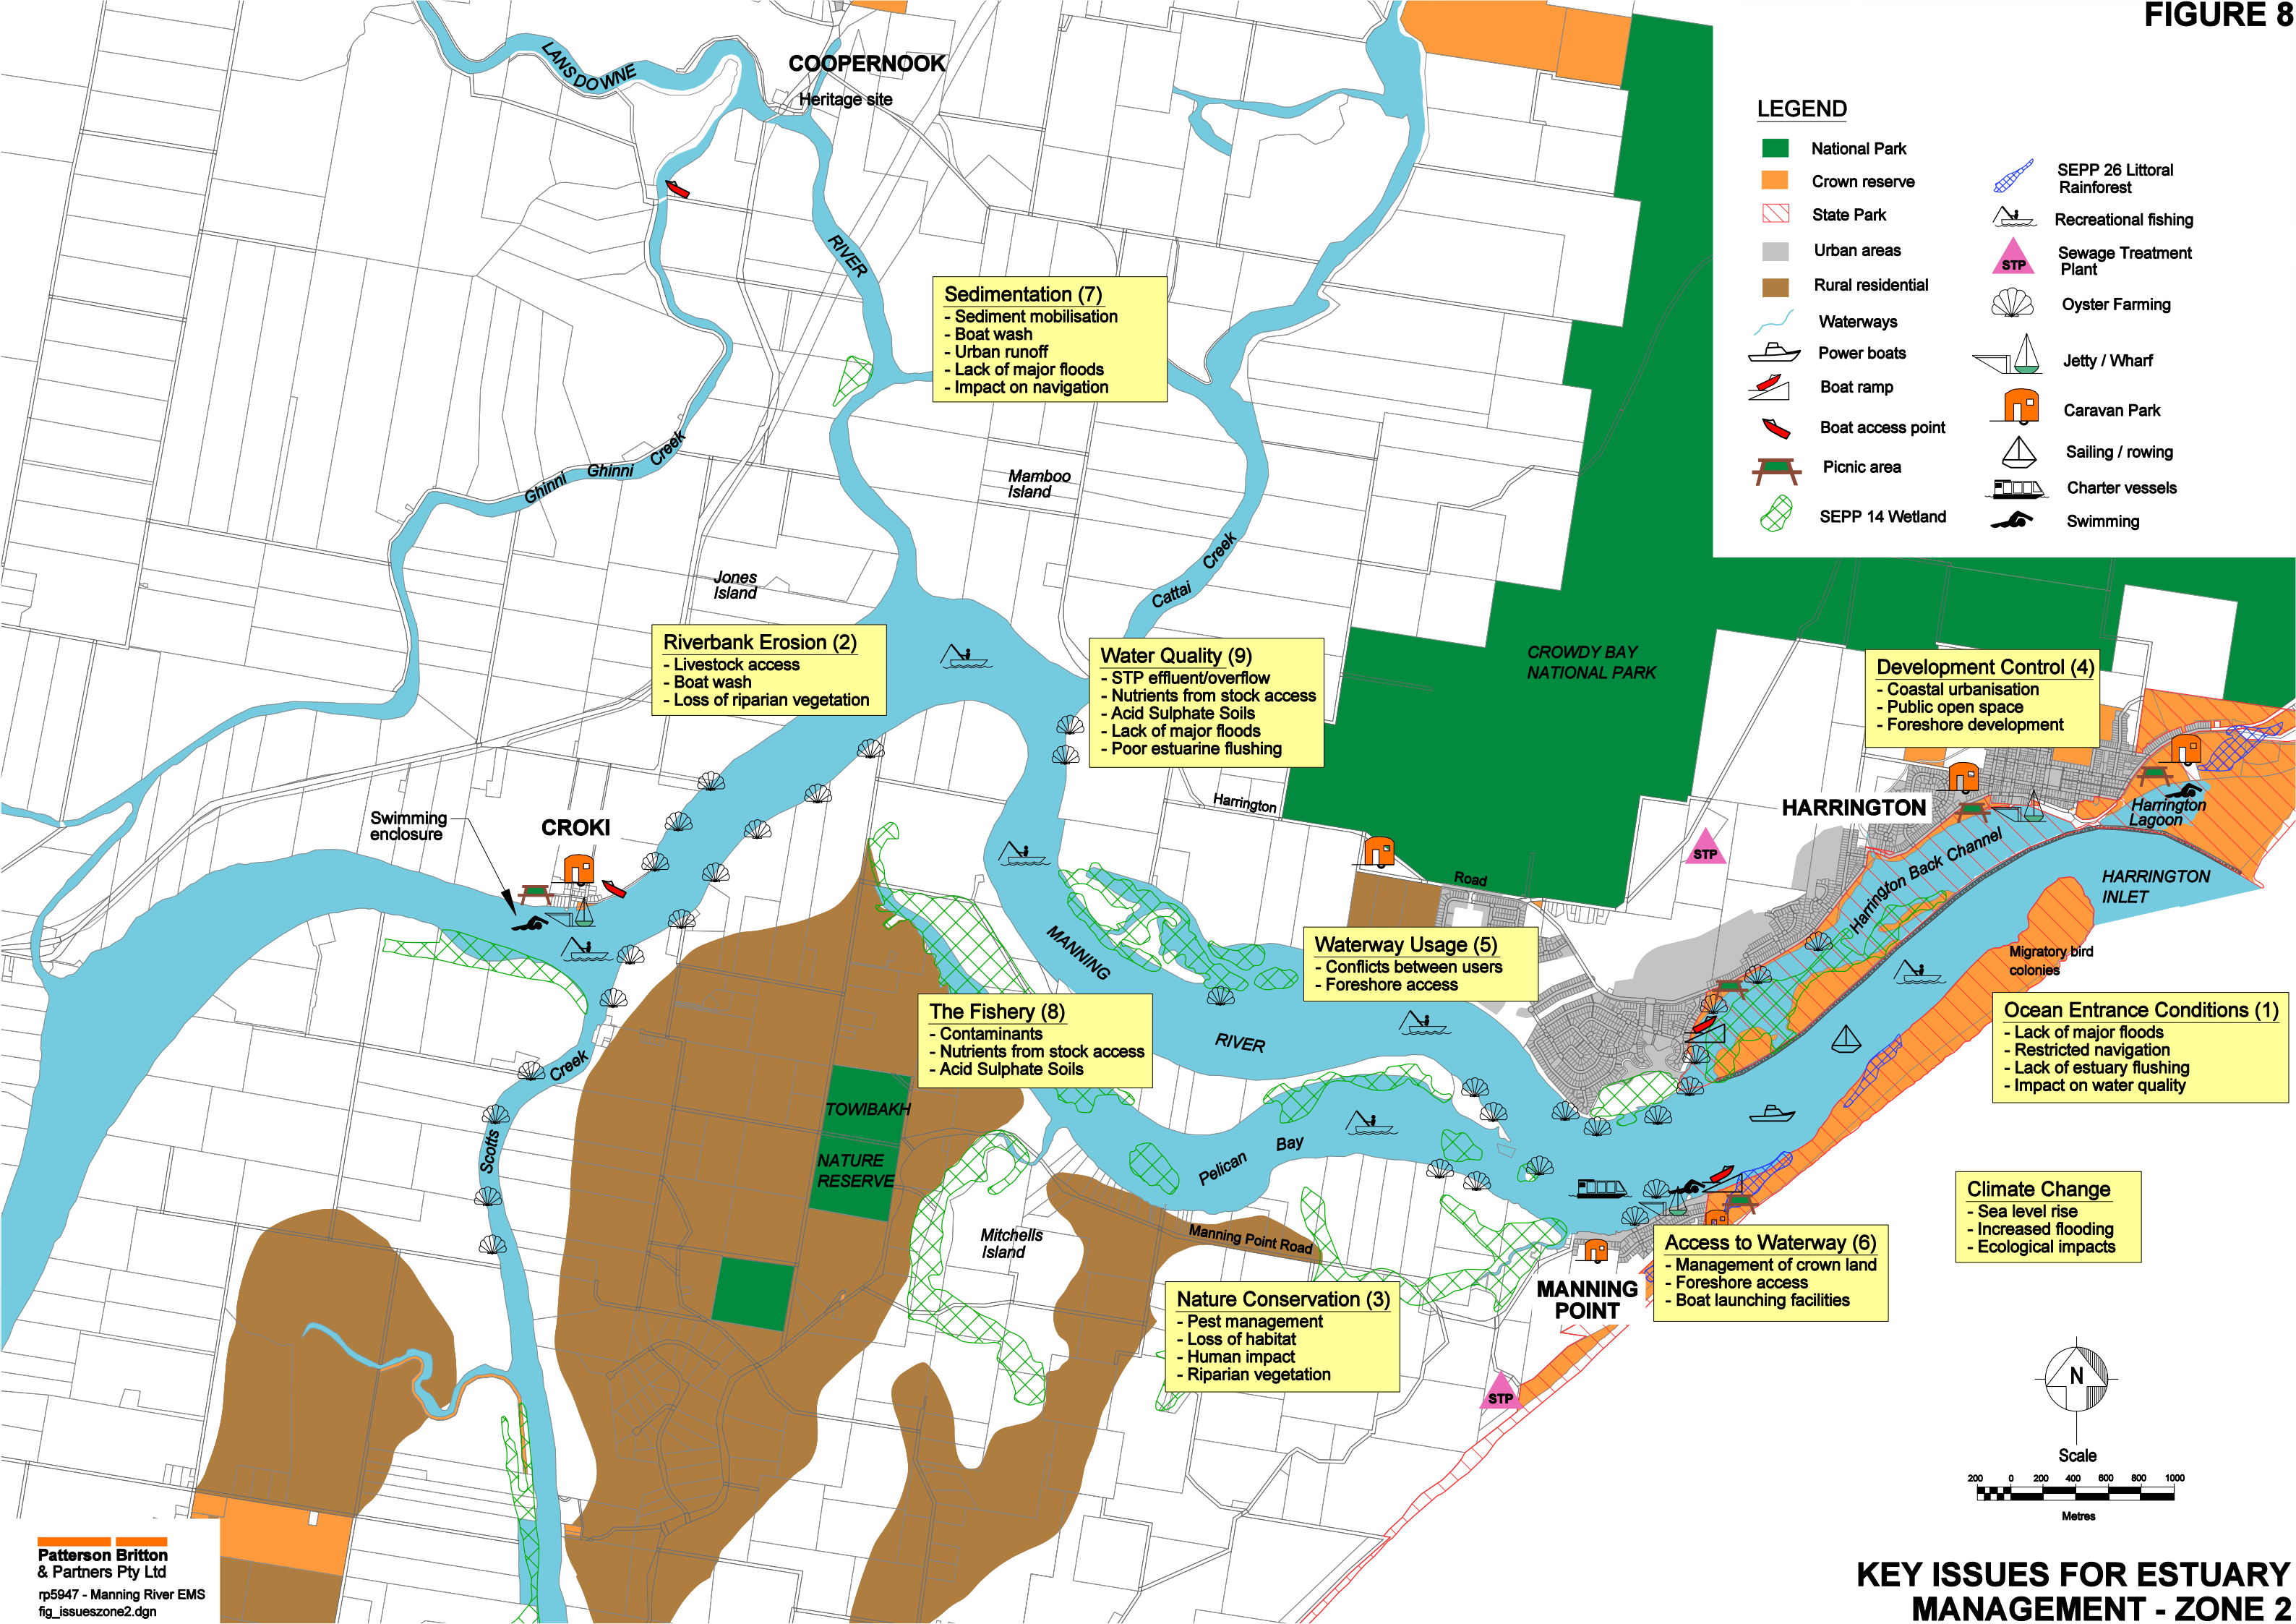 FIGURE 8
LANSDOWNE
COOPERNOOK
Heritage site
RIVER
LEGEND
National Park
Crown reserve
State Park
Urban areas
Rural residential
Waterways
Power boats
Boat ramp
Boat access point
Picnic area
SEPP 14 Wetland
SEPP 26 Littoral
Rainforest
Recreational fishing
STP
Sewage Treatment
Plant
Oyster Farming
Jetty / Wharf
Caravan Park
Sailing / rowing
Charter vessels
Swimming
Sedimentation (7)
- Sediment mobilisation
- Boat wash
- Urban runoff
- Lack of major floods
- Impact on navigation
Ghinni Ghinni Creek
Mamboo
Island
Jones
Island
Cattai Creek
Riverbank Erosion (2)
- Livestock access
- Boat wash
- Loss of riparian vegetation
Water Quality (9)
- STP effluent/overflow
- Nutrients from stock access
- Acid Sulphate Soils
- Lack of major floods
- Poor estuarine flushing
CROWDY BAY
NATIONAL PARK
Development Control (4)
- Coastal urbanisation
- Public open space
- Foreshore development
Swimming
enclosure
CROKI
Harrington
Road
HARRINGTON
STP
Harrington
Lagoon
Harrington Back Channel
HARRINGTON
INLET
Migratory bird
colonies
MANNING
RIVER
Waterway Usage (5)
- Conflicts between users
- Foreshore access
The Fishery (8)
- Contaminants
- Nutrients from stock access
- Acid Sulphate Soils
Ocean Entrance Conditions (1)
- Lack of major floods
- Restricted navigation
- Lack of estuary flushing
- Impact on water quality
Scotts Creek
TOWIBAKH
NATURE
RESERVE
Pelican Bay
Mitchells
Island
Manning Point Road
Climate Change
- Sea level rise
- Increased flooding
- Ecological impacts
Access to Waterway (6)
- Management of crown land
- Foreshore access
- Boat launching facilities
MANNING
POINT
Nature Conservation (3)
- Pest management
- Loss of habitat
- Human impact
- Riparian vegetation
STP
N
Scale
200 0 200 400 600 800 1000
Metres
Patterson Britton
& Partners Pty Ltd
rp5947 - Manning River EMS
fig_issueszone2.dgn
KEY ISSUES FOR ESTUARY
MANAGEMENT - ZONE 2